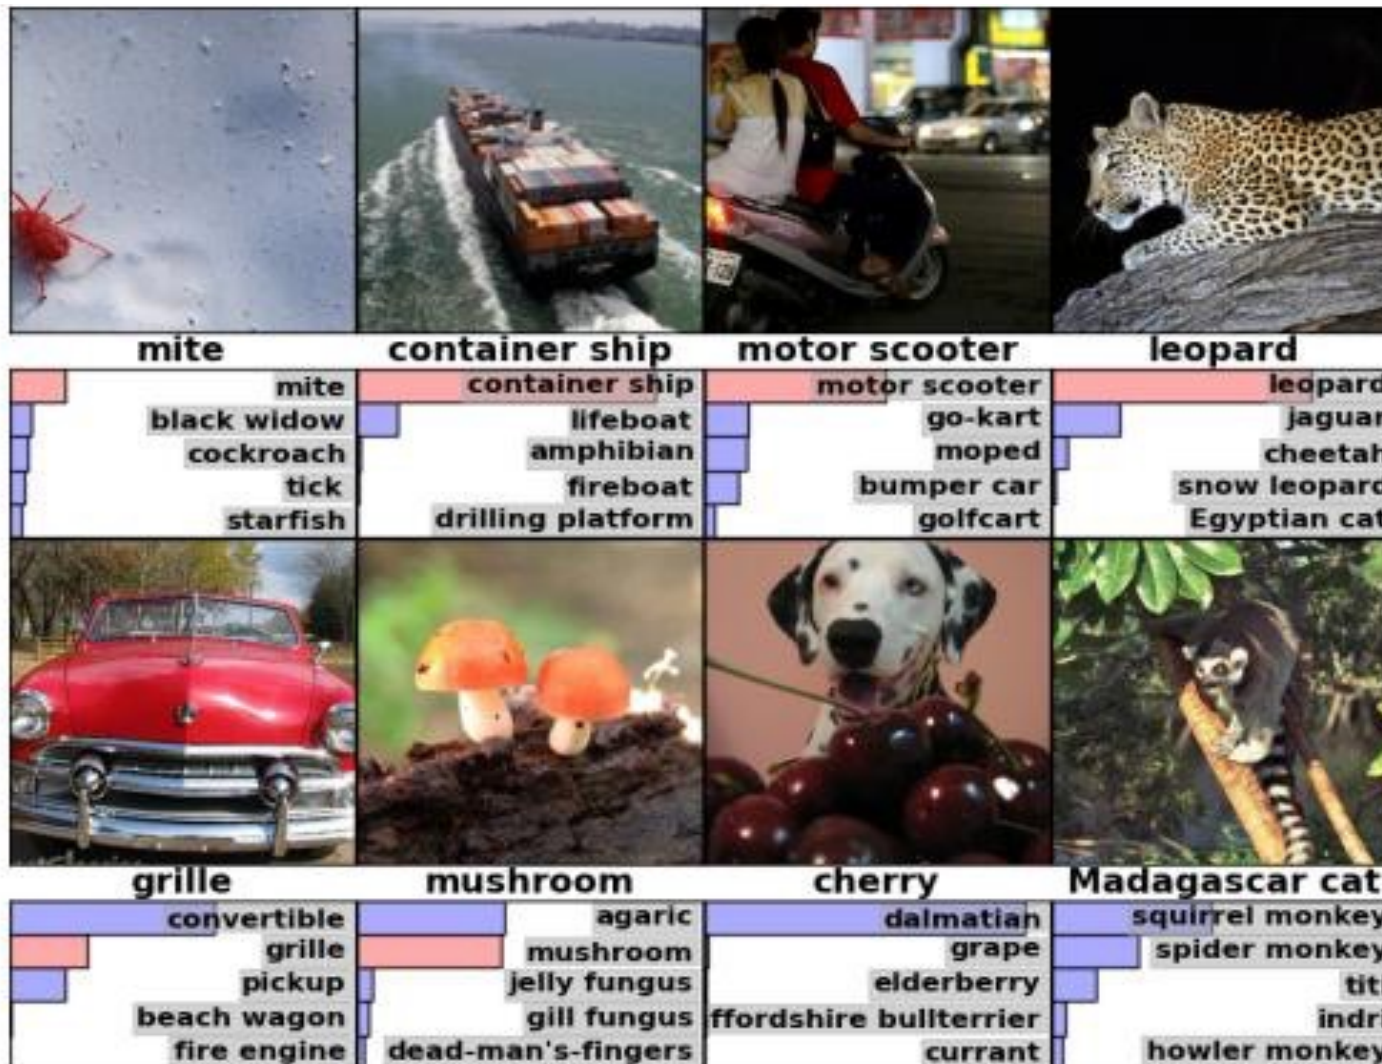 mite
container ship
motor scooter
leopard
mite
black widow
cockroach
tick
starfish
container ship
lifeboat
amphibian
fireboat
drilling platform
motor scooter
go-kart
moped
bumper car
golfcart
leopard
jaguar
cheetah
snow leopard
Egyptian cat
grille
mushroom
cherry
Madagascar cat
convertible
grille
pickup
beach wagon
fire engine
agaric
mushroom
jelly fungus
gill fungus
dead-man's-fingers
dalmatian
grape
elderberry
ffordshire bullterrier
currant
squirrel monkey
spider monkey
titi
indri
howler monkey